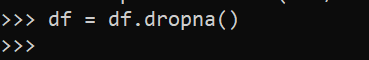 >>> df = df.dropna()
>>>